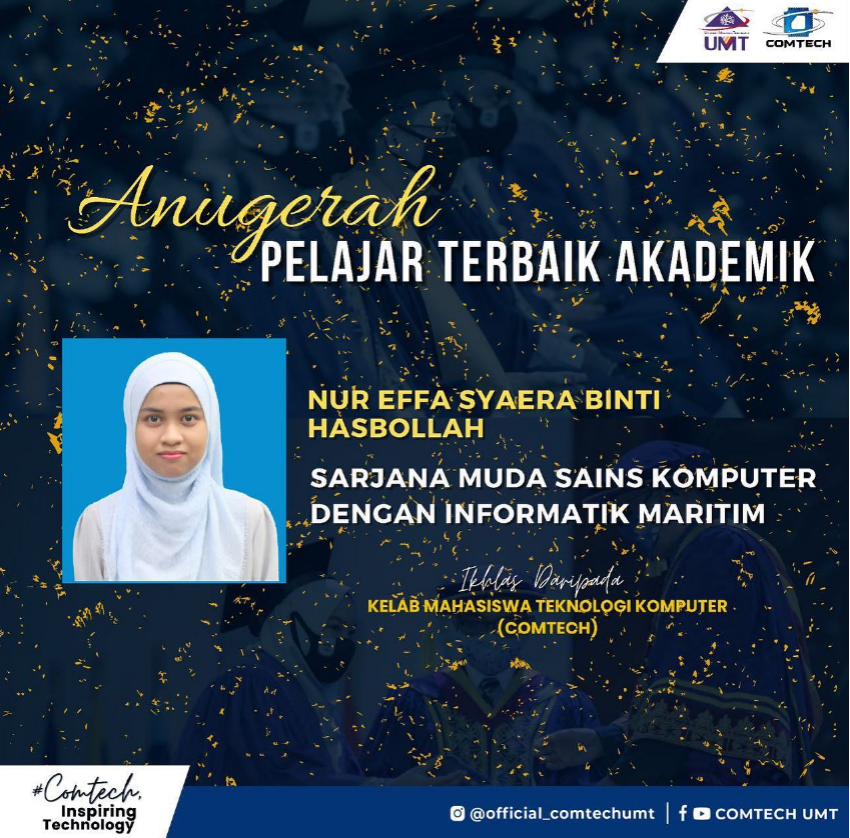 UMT
COMTECH
Anugerah
PELAJAR TERBAIK AKADEMIK
NUR EFFA SYAERA BINTI
HASBOLLAH
SARJANA MUDA SAINS KOMPUTER
DENGAN INFORMATIK MARITIM
Ikhlas Daripada
KELAB MAHASISWA TEKNOLOGI KOMPUTER
(COMTECH)
#Comtech,
Inspiring
Technology
@official_comtechumt | COMTECH UMT